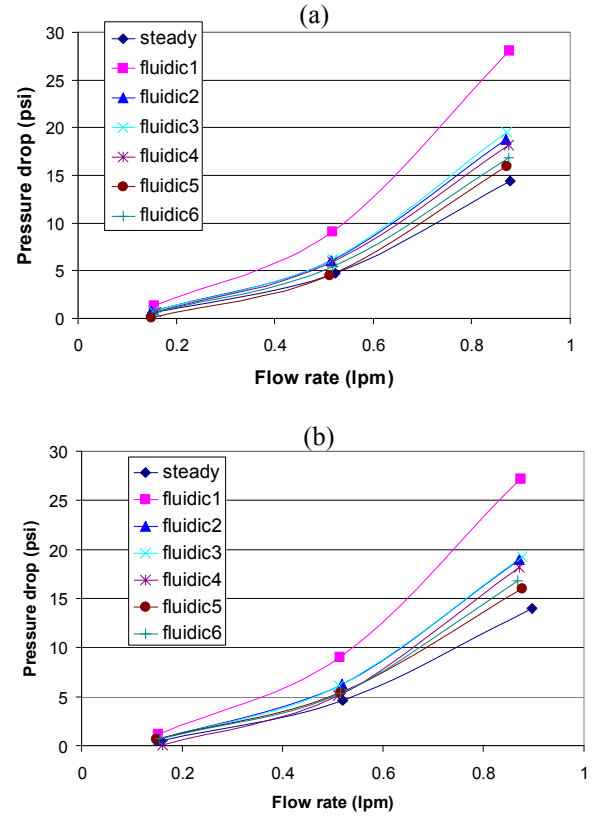 (a)
30
25
20
15
10
5
0
0
0.2
0.4
0.6
0.8
1
Pressure drop (psi)
Flow rate (lpm)
steady
fluidic1
fluidic2
fluidic3
fluidic4
fluidic5
fluidic6
(b)
30
25
20
15
10
5
0
0
0.2
0.4
0.6
0.8
1
Pressure drop (psi)
Flow rate (lpm)
steady
fluidic1
fluidic2
fluidic3
fluidic4
fluidic5
fluidic6